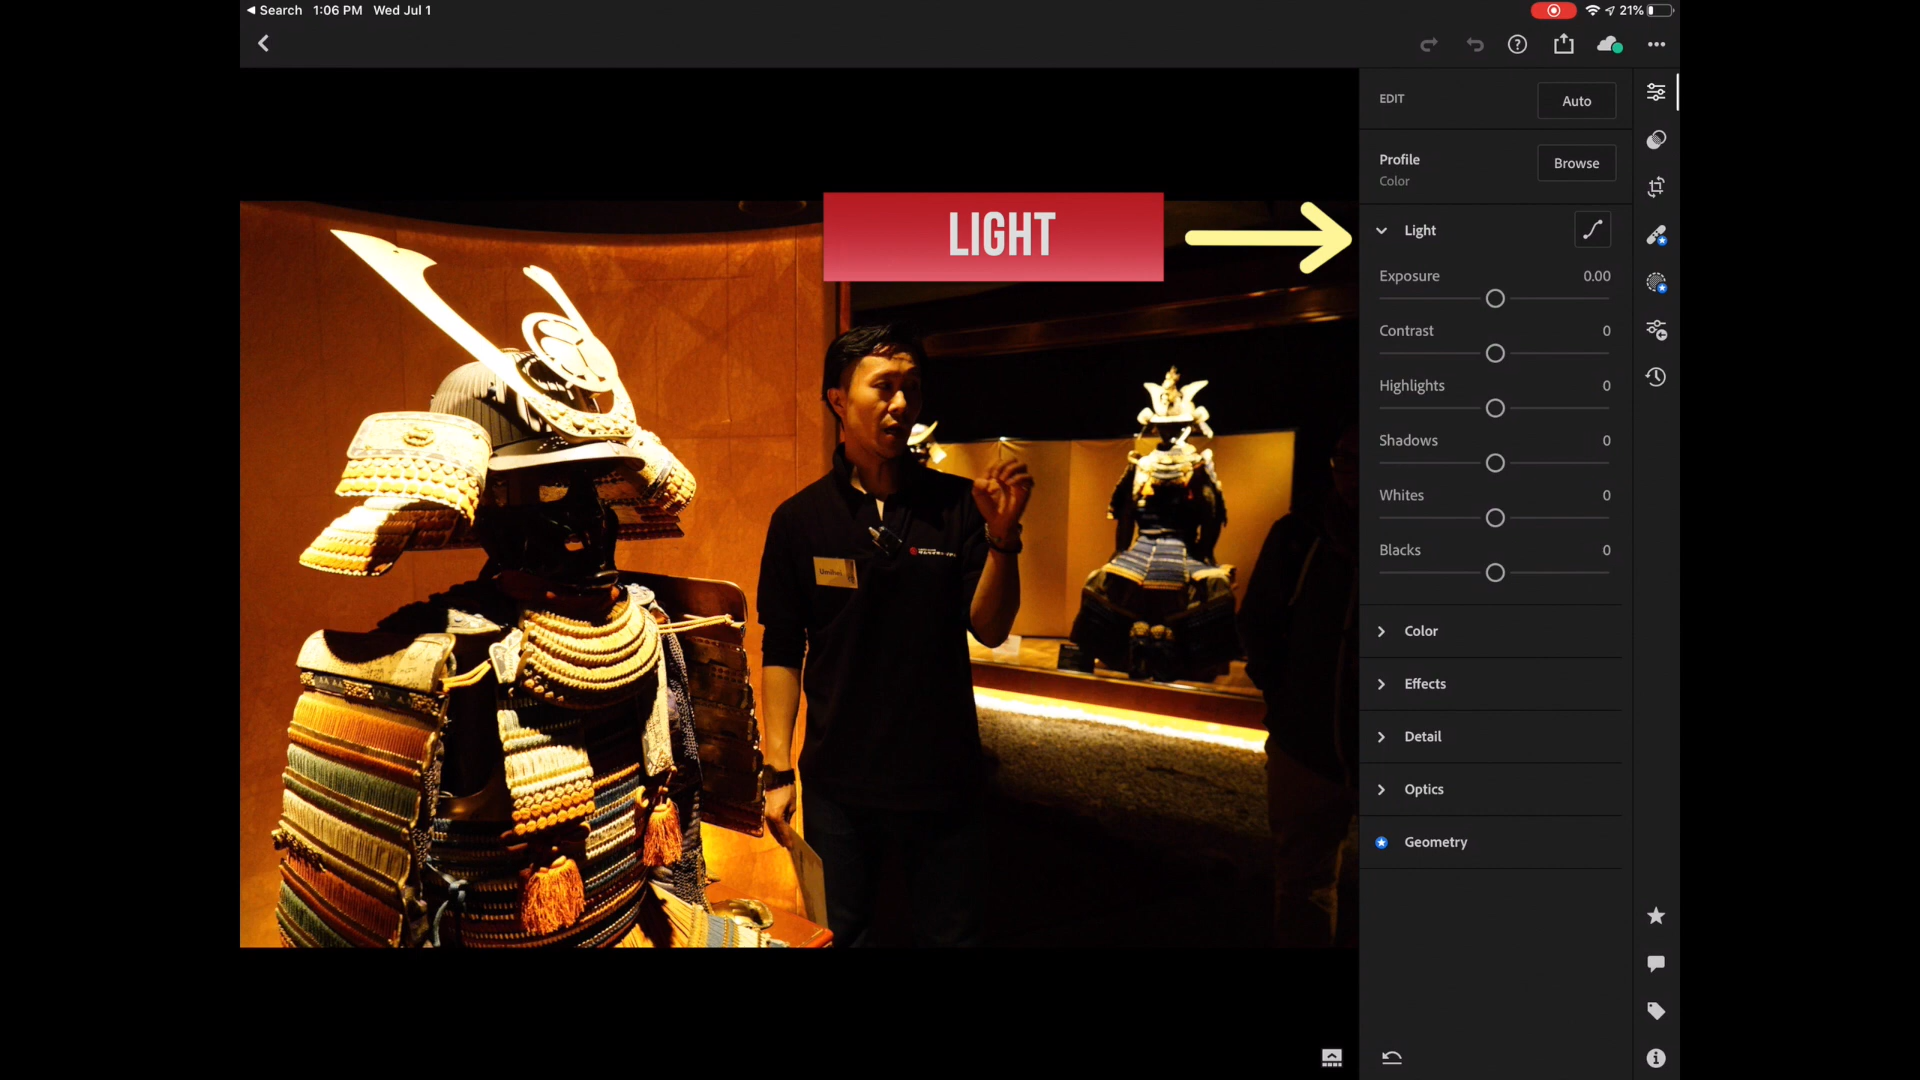 Search 1:06 PM Wed Jul 1
21%
EDIT
Auto
Profile
Color
Browse
LIGHT
Light
Exposure 0.00
Contrast 0
Highlights 0
Shadows 0
Whites 0
Blacks 0
Color
Effects
Detail
Optics
Geometry